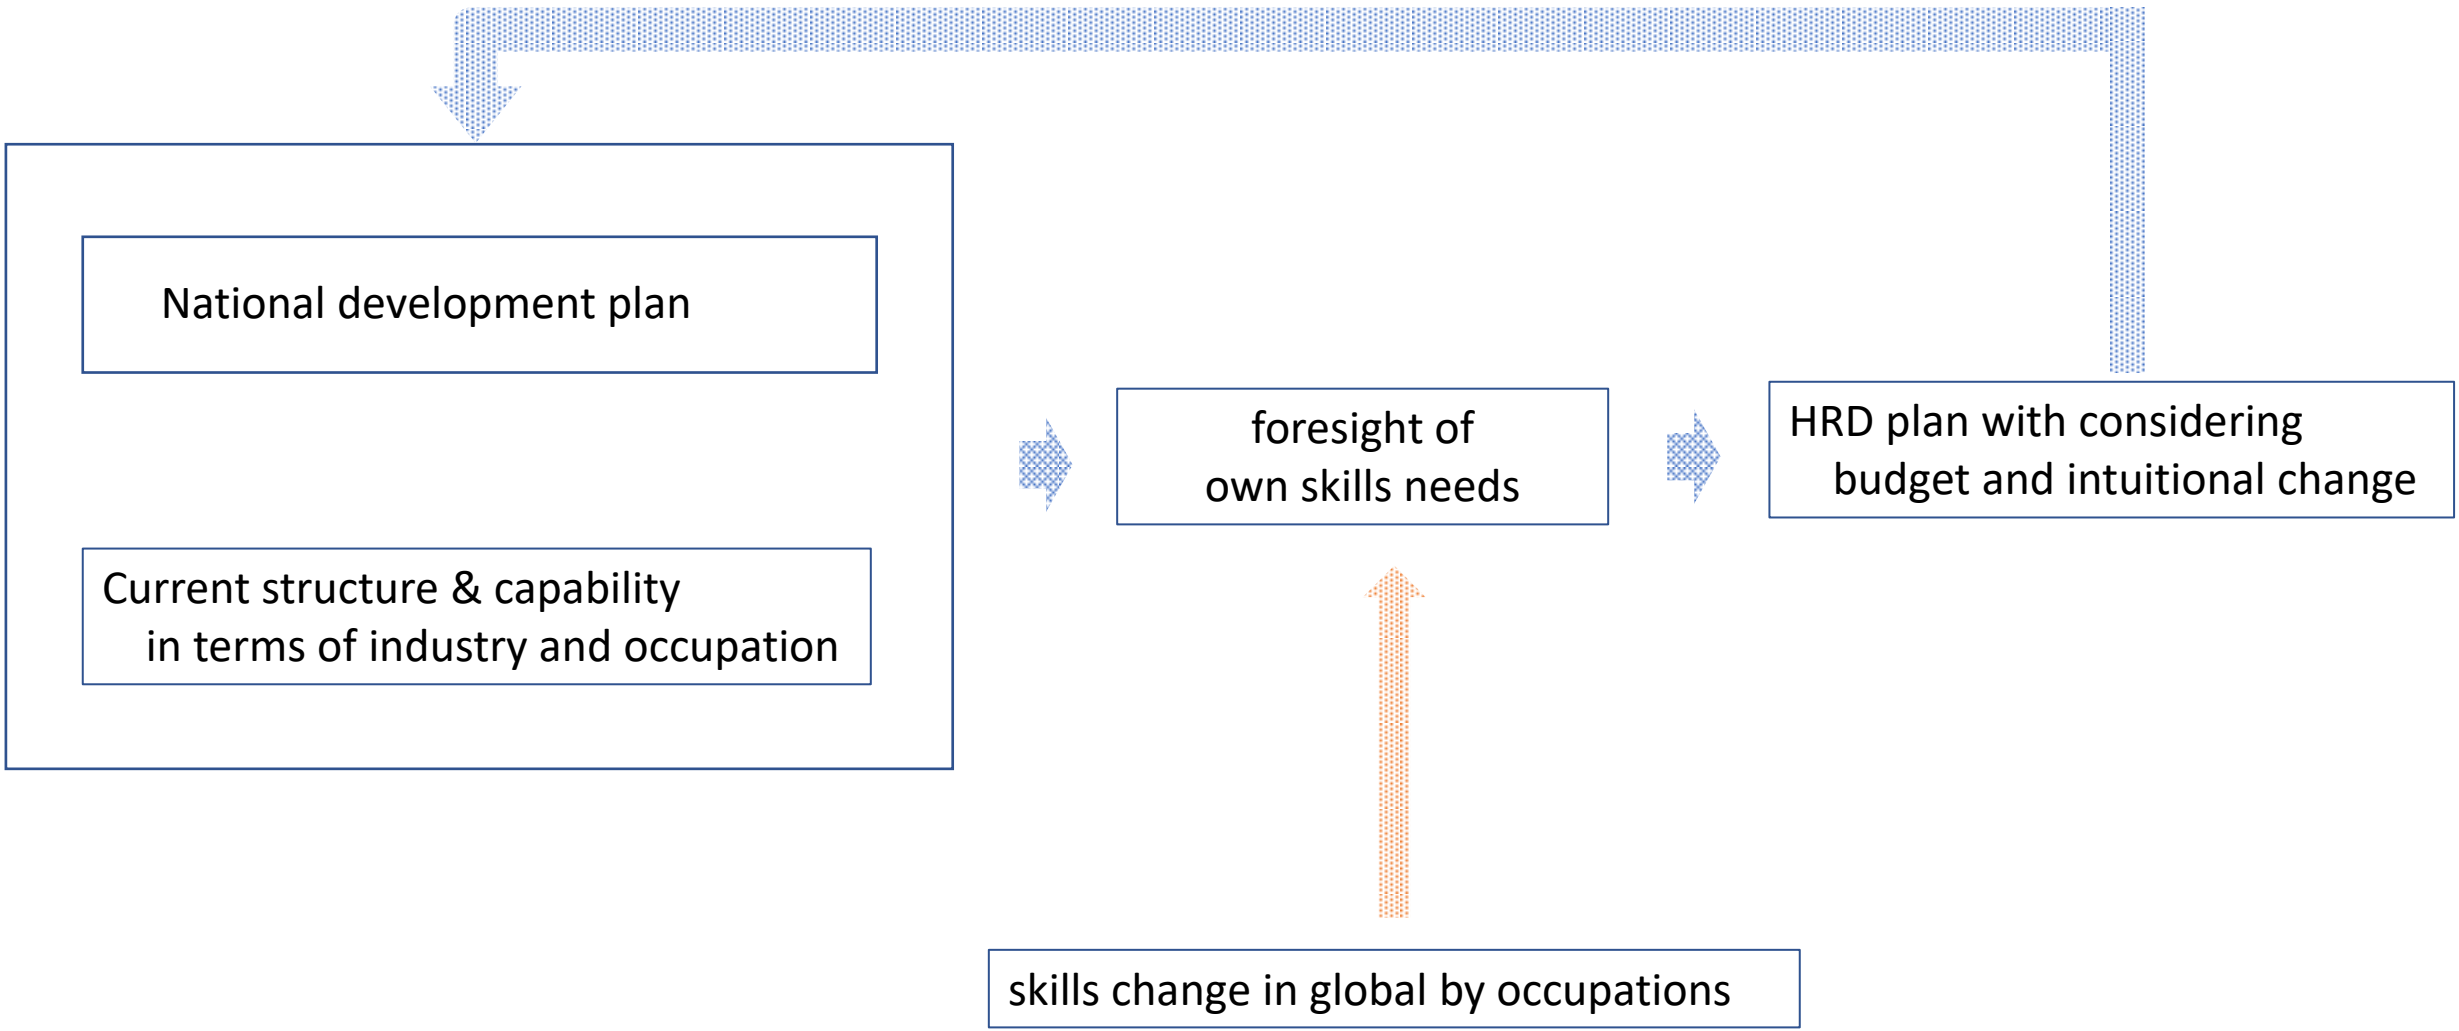 National development plan
Current structure & capability
in terms of industry and occupation
foresight of
own skills needs
HRD plan with considering
budget and intuitional change
skills change in global by occupations